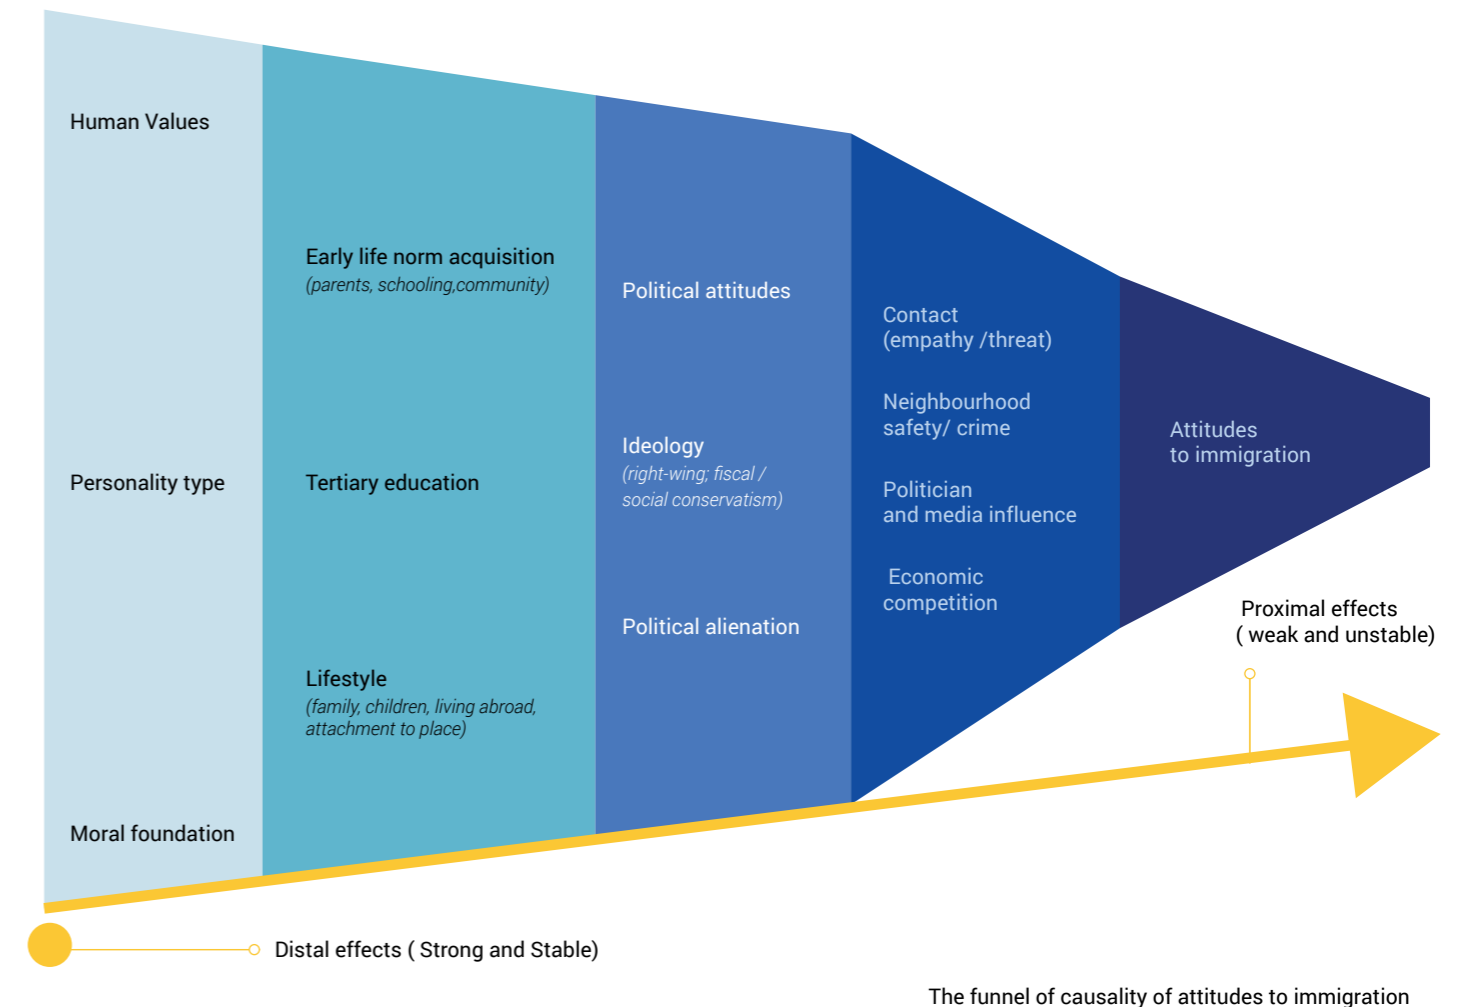 Human Values
Personality type
Moral foundation
Early life norm acquisition
(parents, schooling,community)
Tertiary education
Lifestyle
(family, children, living abroad,
attachment to place)
Political attitudes
Ideology
(right-wing; fiscal /
social conservatism)
Political alienation
Contact
(empathy /threat)
Neighbourhood
safety/ crime
Politician
and media influence
Economic
competition
Attitudes
to immigration
Proximal effects
( weak and unstable)
Distal effects ( Strong and Stable)
The funnel of causality of attitudes to immigration